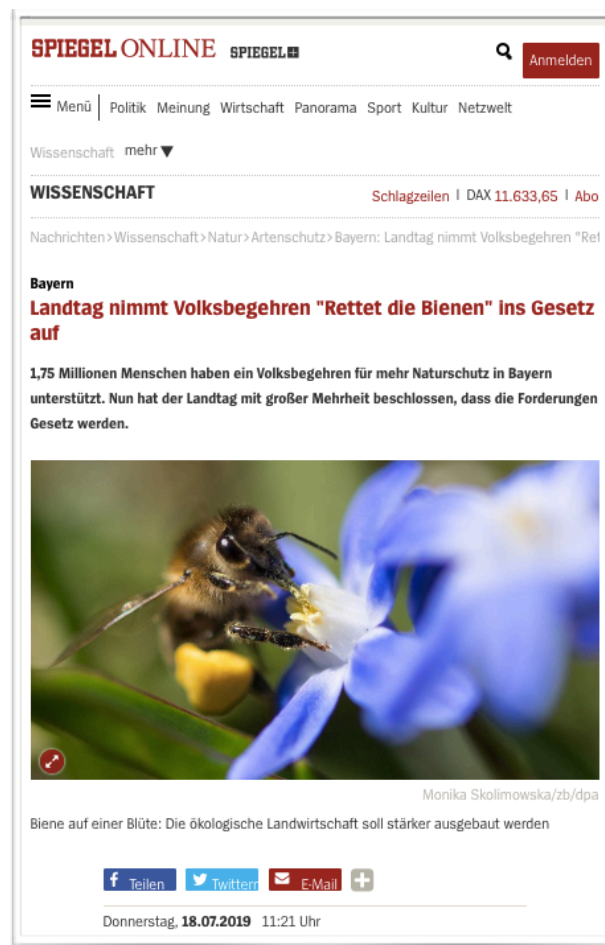 SPIEGEL ONLINE SPIEGEL+
Anmelden
Menü Politik Meinung Wirtschaft Panorama Sport Kultur Netzwelt
Wissenschaft mehr ▼
WISSENSCHAFT
Schlagzeilen | DAX 11.633,65 | Abo
Nachrichten > Wissenschaft > Natur > Artenschutz > Bayern: Landtag nimmt Volksbegehren "Ret
Bayern
Landtag nimmt Volksbegehren "Rettet die Bienen" ins Gesetz
auf
1,75 Millionen Menschen haben ein Volksbegehren für mehr Naturschutz in Bayern
unterstützt. Nun hat der Landtag mit großer Mehrheit beschlossen, dass die Forderungen
Gesetz werden.
Monika Skolimowska/zb/dpa
Biene auf einer Blüte: Die ökologische Landwirtschaft soll stärker ausgebaut werden
Teilen Twittern E-Mail
Donnerstag, 18.07.2019 11:21 Uhr